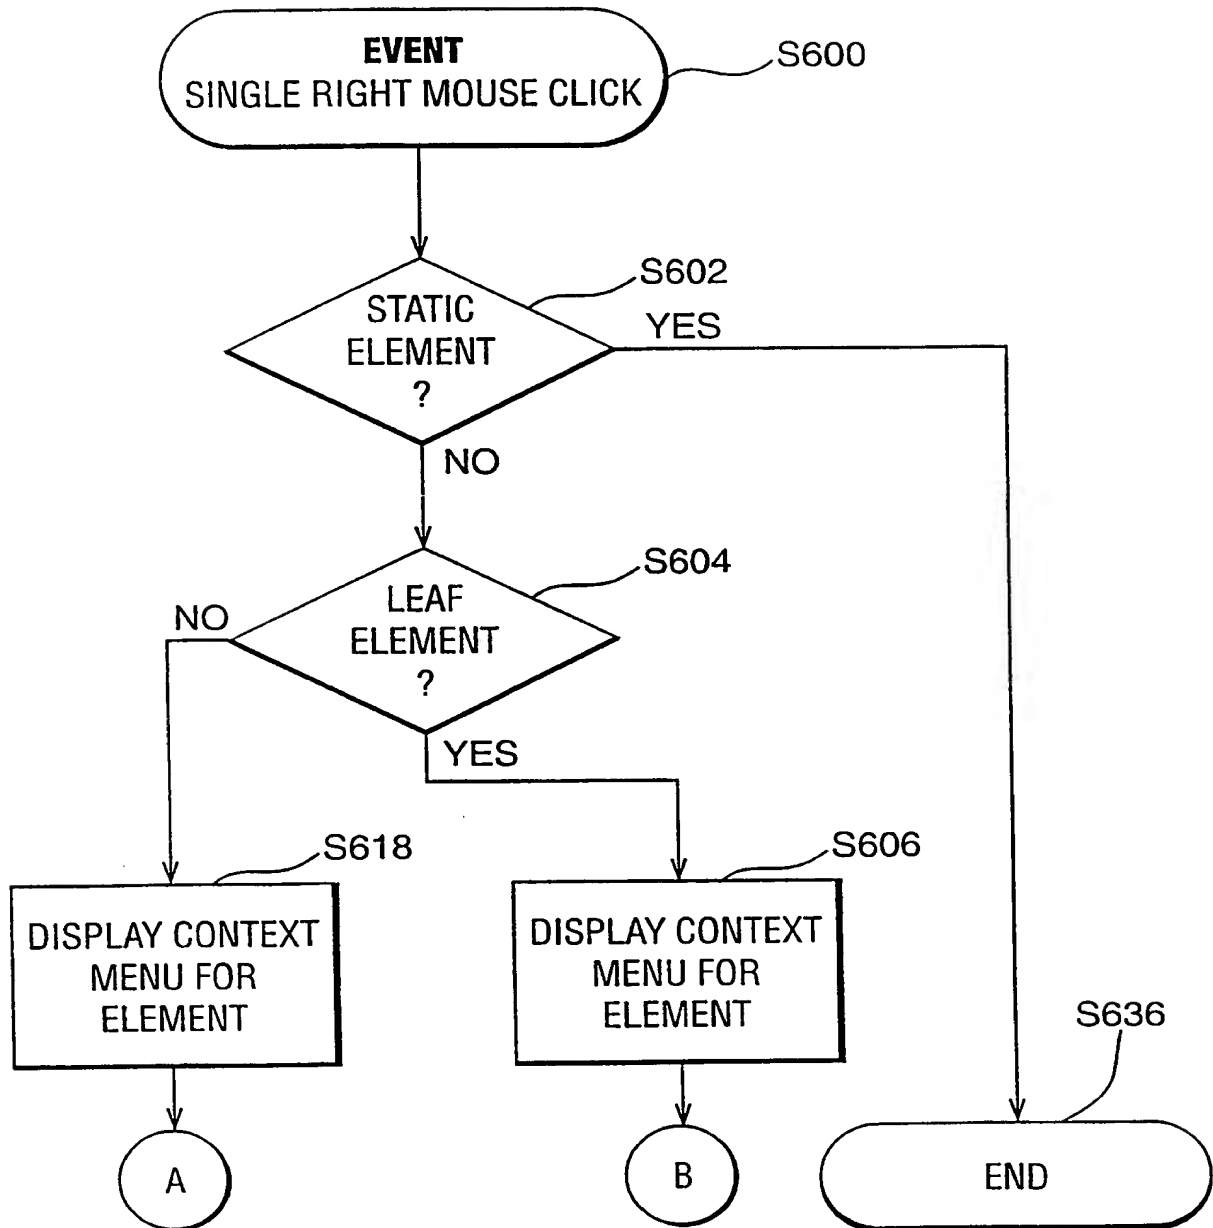 EVENT
SINGLE RIGHT MOUSE CLICK
S600
S602
STATIC
ELEMENT
?
YES
NO
S604
LEAF
ELEMENT
?
NO
YES
S618
DISPLAY CONTEXT
MENU FOR
ELEMENT
S606
DISPLAY CONTEXT
MENU FOR
ELEMENT
S636
A
B
END